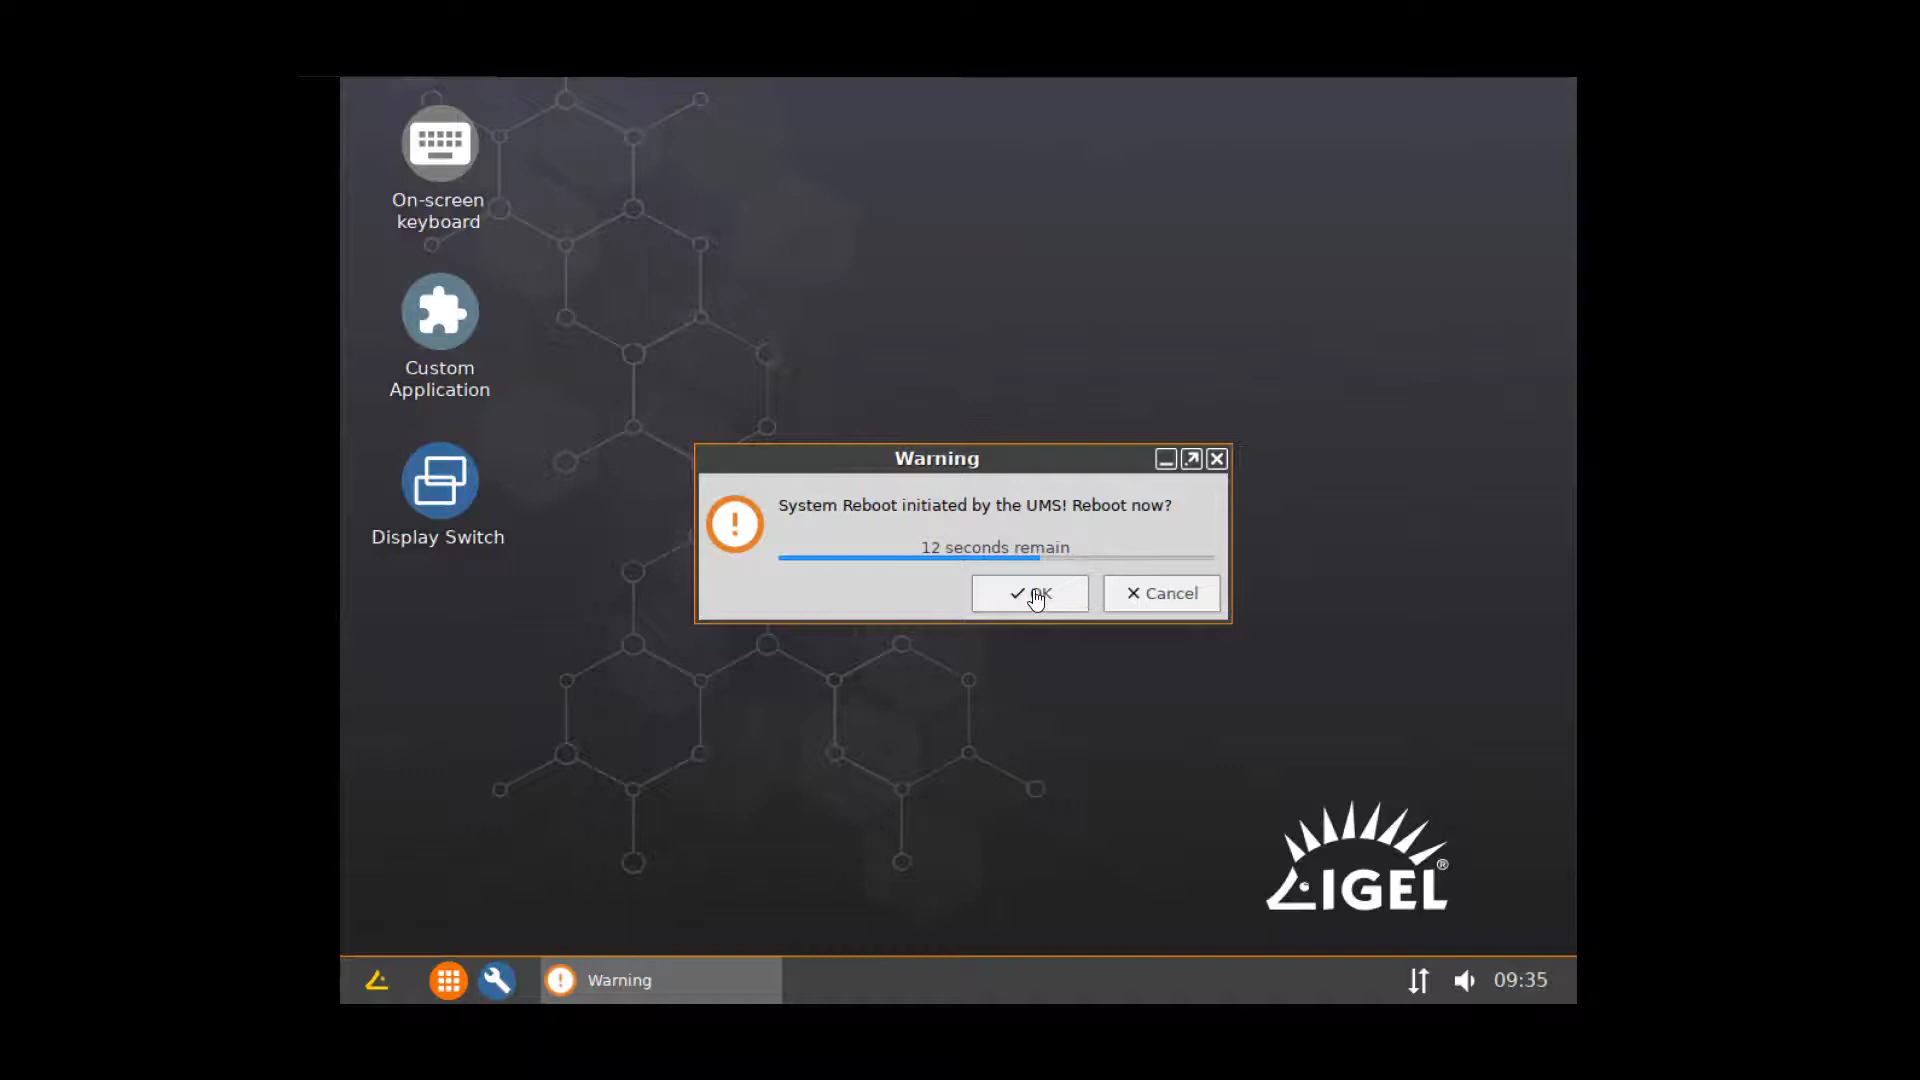 On-screen
keyboard
Custom
Application
Display Switch
Warning
System Reboot initiated by the UMS! Reboot now?
12 seconds remain
OK
Cancel
IGEL®
Warning
09:35